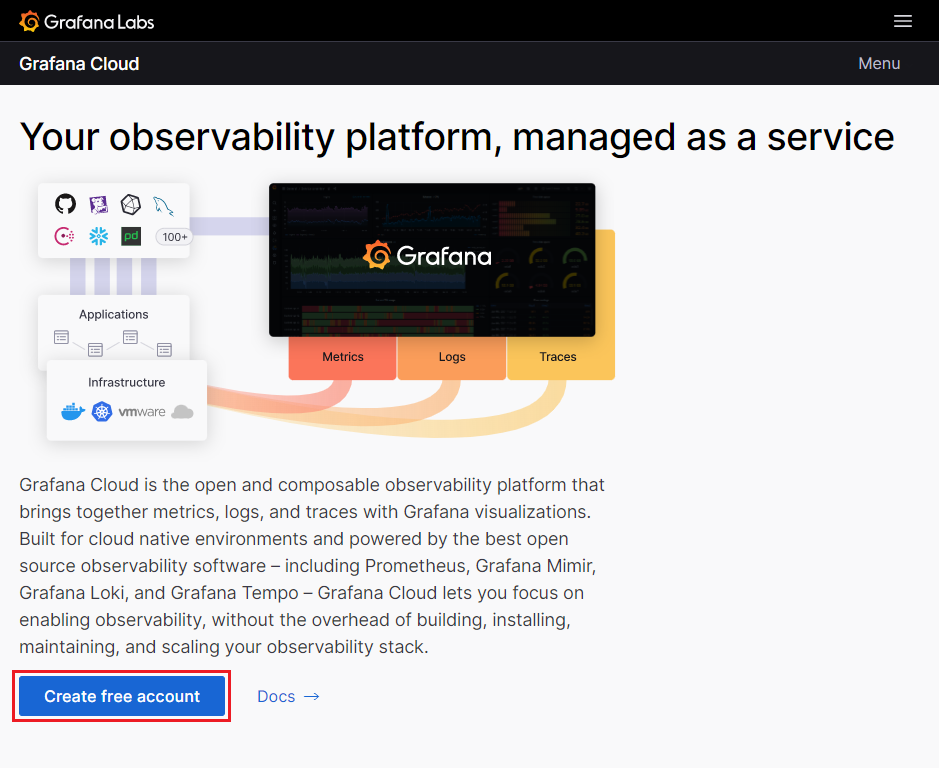 Grafana Labs
Grafana Cloud
Menu
Your observability platform, managed as a service
pd
100+
Grafana
Applications
Metrics
Logs
Traces
Infrastructure
vmware
Grafana Cloud is the open and composable observability platform that
brings together metrics, logs, and traces with Grafana visualizations.
Built for cloud native environments and powered by the best open
source observability software – including Prometheus, Grafana Mimir,
Grafana Loki, and Grafana Tempo – Grafana Cloud lets you focus on
enabling observability, without the overhead of building, installing,
maintaining, and scaling your observability stack.
Create free account
Docs →